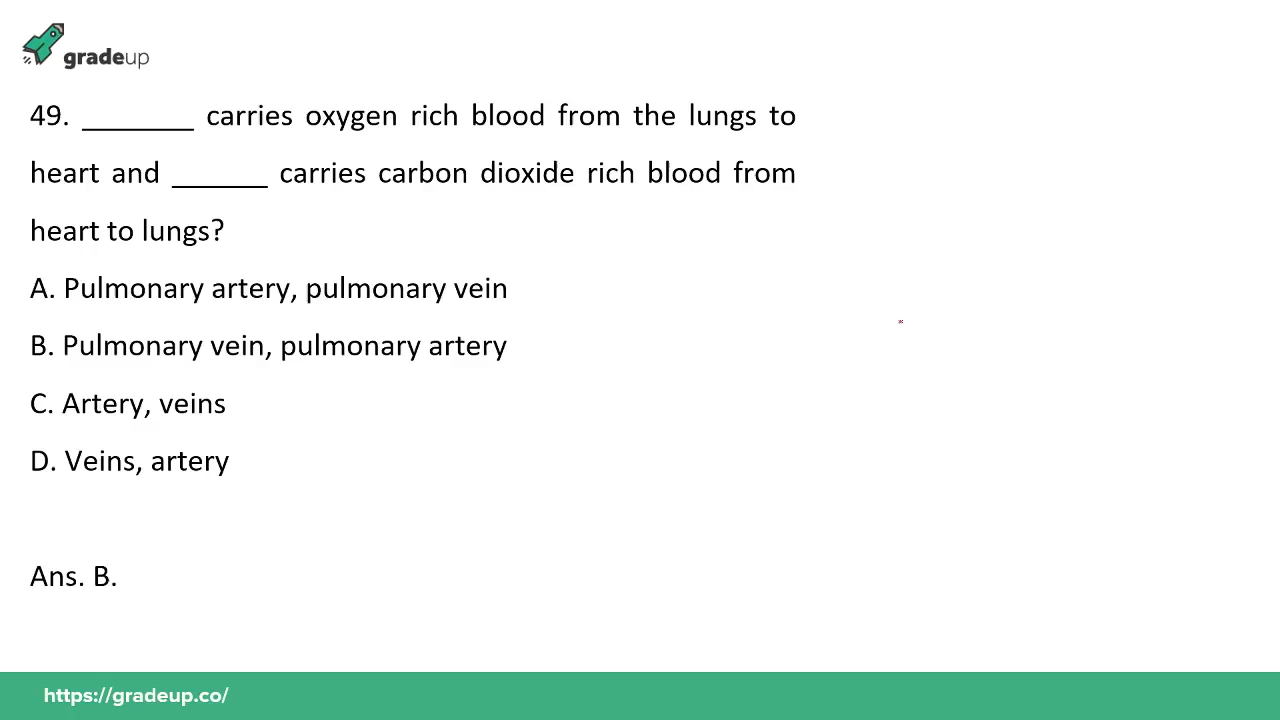 gradeup
49. ________ carries oxygen rich blood from the lungs to
heart and _______ carries carbon dioxide rich blood from
heart to lungs?
A. Pulmonary artery, pulmonary vein
B. Pulmonary vein, pulmonary artery
C. Artery, veins
D. Veins, artery
Ans. B.
https://gradeup.co/